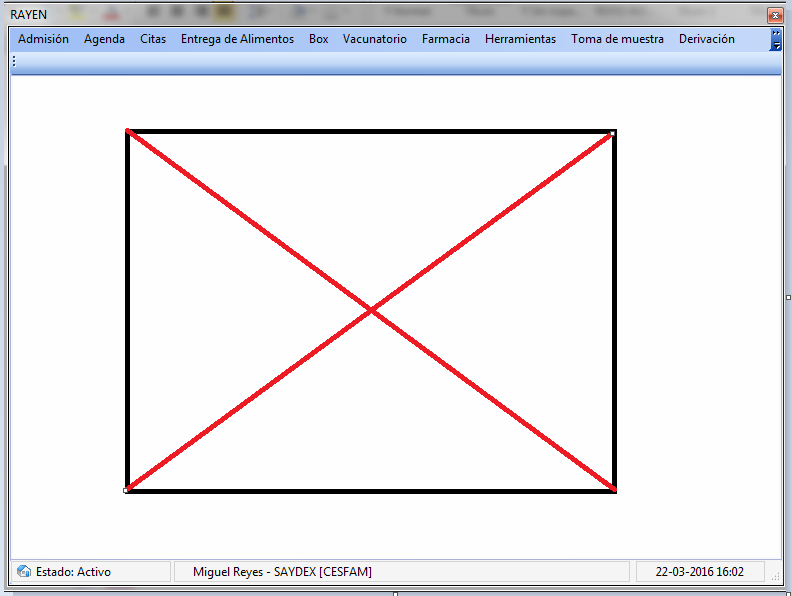 RAYEN
Admisión Agenda Citas Entrega de Alimentos Box Vacunatorio Farmacia Herramientas Toma de muestra Derivación
Estado: Activo Miguel Reyes - SAYDEX [CESFAM] 22-03-2016 16:02